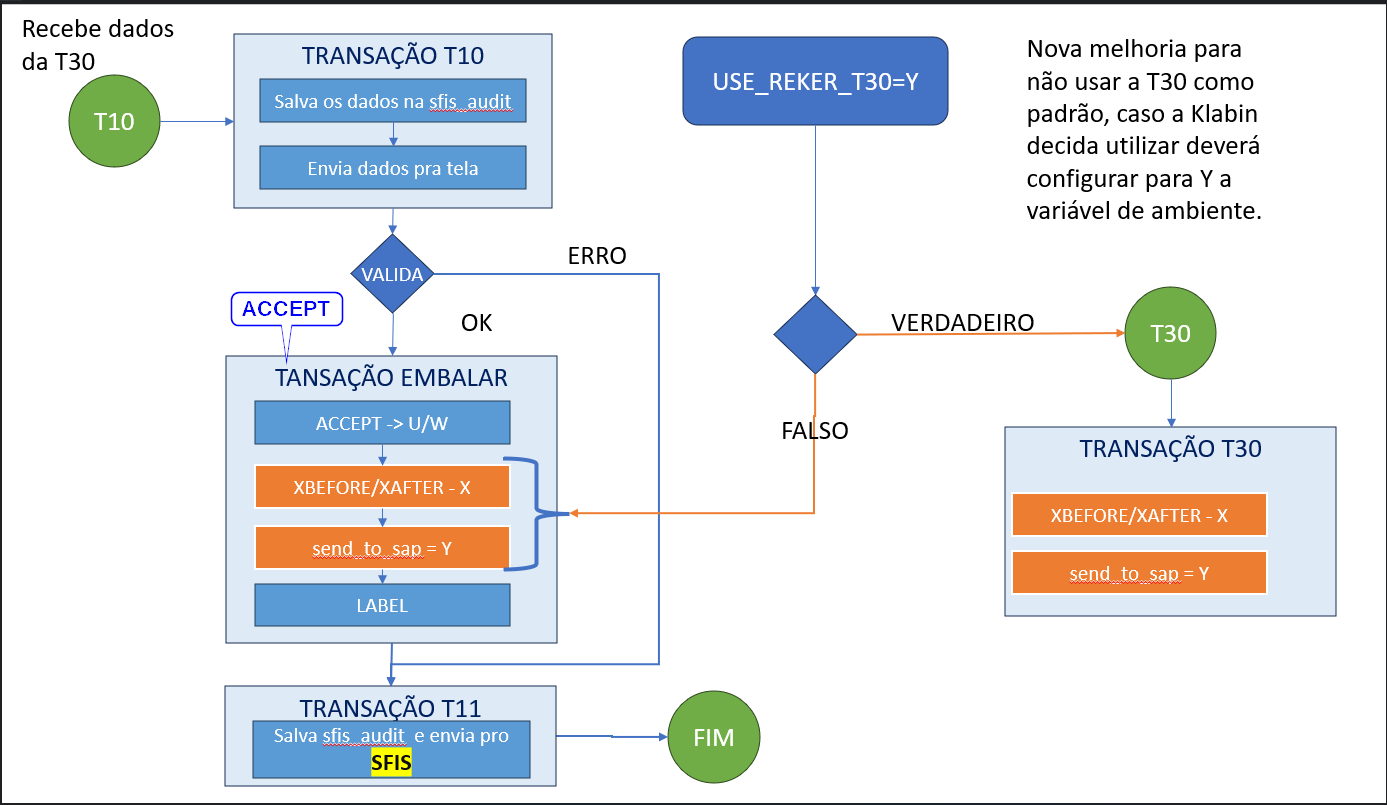 Recebe dados
da T30
T10
TRANSAÇÃO T10
Salva os dados na sfis_audit
Envia dados pra tela
VALIDA
ERRO
OK
ACCEPT
TANSAÇÃO EMBALAR
ACCEPT -> U/W
XBEFORE/XAFTER - X
send_to_sap = Y
LABEL
TRANSAÇÃO T11
Salva sfis_audit e envia pro
SFIS
FIM
USE_REKER_T30=Y
VERDADEIRO
FALSO
T30
TRANSAÇÃO T30
XBEFORE/XAFTER - X
send_to_sap = Y
Nova melhoria para
não usar a T30 como
padrão, caso a Klabin
decida utilizar deverá
configurar para Y a
variável de ambiente.